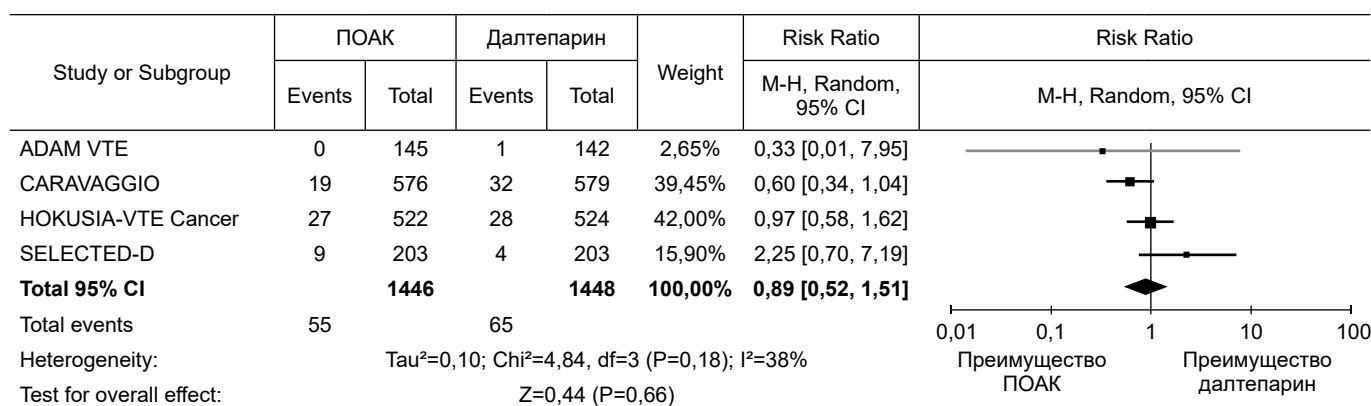 Study or Subgroup ПОАК Далтепарин Weight Risk Ratio Risk Ratio
Events Total Events Total M-H, Random, 95% CI M-H, Random, 95% CI
ADAM VTE 0 145 1 142 2,65% 0,33 [0,01, 7,95]
CARAVAGGIO 19 576 32 579 39,45% 0,60 [0,34, 1,04]
HOKUSIA-VTE Cancer 27 522 28 524 42,00% 0,97 [0,58, 1,62]
SELECTED-D 9 203 4 203 15,90% 2,25 [0,70, 7,19]
Total 95% CI 1446 1448 100,00% 0,89 [0,52, 1,51]
Total events 55 65
Heterogeneity: Tau²=0,10; Chi²=4,84, df=3 (P=0,18); I²=38%
Test for overall effect: Z=0,44 (P=0,66)
0,01 0,1 1 10 100
Преимущество ПОАК
Преимущество далтепарин